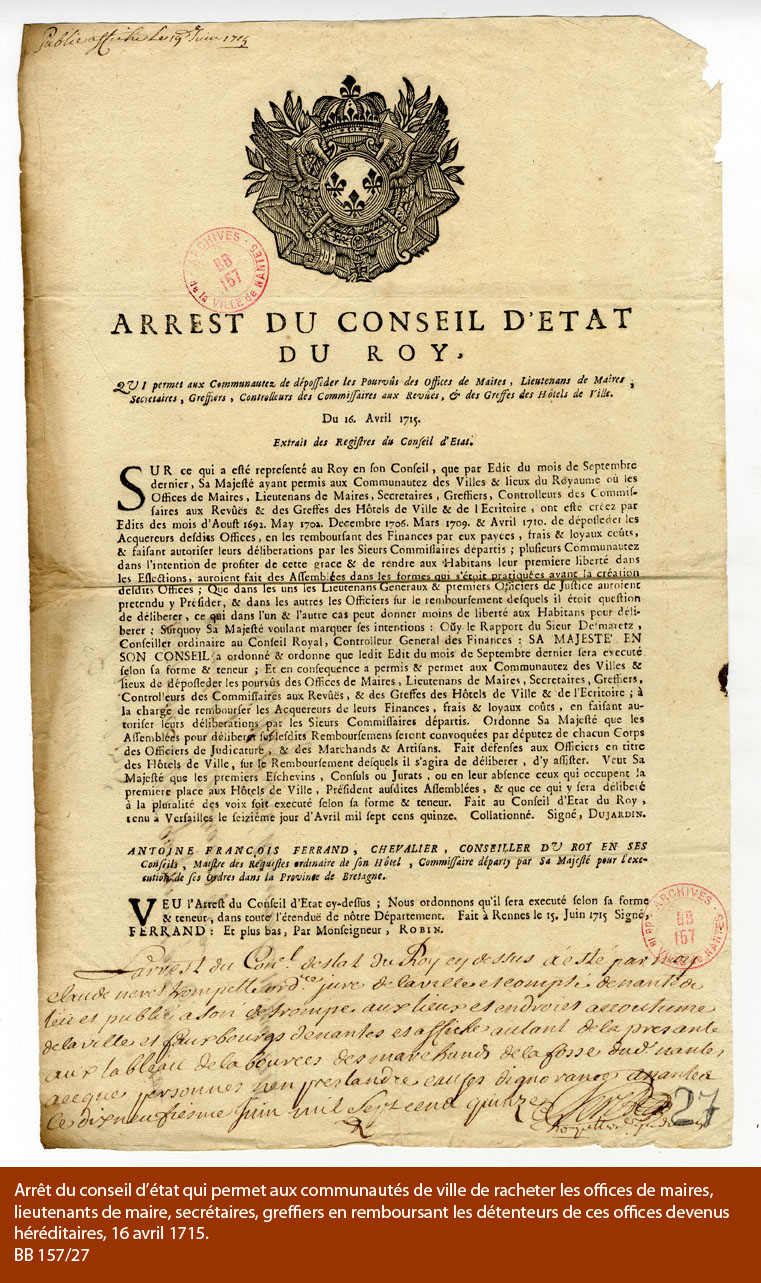 Publié affiché le 19e Juin 1715
ARCHIVES
BB
157
de la VILLE de NANTES
ARREST DU CONSEIL D'ETAT
DU ROY,
QUI permet aux Communautez de déposseder les Pourvûs des Offices de Maires, Lieutenans de Maires,
Secretaires, Greffiers, Controlleurs des Commissaires aux Revûës, & des Greffes des Hôtels de Ville.
Du 16. Avril 1715.
Extrait des Registres du Conseil d'Etat.
SUR ce qui a esté representé au Roy en son Conseil, que par Edit du mois de Septembre
dernier, Sa Majesté ayant permis aux Communautez des Villes & lieux du Royaume où les
Offices de Maires, Lieutenans de Maires, Secretaires, Greffiers, Controlleurs des Commis-
saires aux Revûës & des Greffes des Hôtels de Ville & de l'Ecritoire, ont esté créez par
Edits des mois d'Aoust 1692. May 1702. Decembre 1706. Mars 1709. & Avril 1710. de déposseder les
Acquereurs desdits Offices, en les remboursant des Finances par eux payées, frais & loyaux coûts,
& faisant autoriser leurs déliberations par les Sieurs Commissaires départis; plusieurs Communautez
dans l'intention de profiter de cette grace & de rendre aux Habitans leur premiere liberté dans
les Eslections, auroient fait des Assemblées dans les formes qui s'étoit pratiquées avant la création
desdits Offices; Que dans les uns les Lieutenans Generaux & premiers Officiers de Justice auroient
pretendu y Présider, & dans les autres les Officiers sur le remboursement desquels il étoit question
de déliberer, ce qui dans l'un & l'autre cas peut donner moins de liberté aux Habitans pour déli-
berer; Surquoy Sa Majesté voulant marquer ses intentions: Oüy le Rapport du Sieur Desmaretz,
Conseiller ordinaire au Conseil Royal, Controlleur General des Finances: SA MAJESTÉ EN
SON CONSEIL a ordonné & ordonne que ledit Edit du mois de Septembre dernier sera executé
selon sa forme & teneur; Et en consequence a permis & permet aux Communautez des Villes &
lieux de déposseder les pourvûs des Offices de Maires, Lieutenans de Maires, Secretaires, Greffiers,
Controlleurs des Commissaires aux Revûës, & des Greffes des Hôtels de Ville & de l'Ecritoire; à
la charge de rembourser les Acquereurs de leurs Finances, frais & loyaux coûts, en faisant au-
toriser leurs déliberations par les Sieurs Commissaires départis. Ordonne Sa Majesté que les
Assemblées pour déliberer sur lesdits Remboursemens seront convoquées par députez de chacun Corps
des Officiers de Judicature, & des Marchands & Artisans. Fait défenses aux Officiers en titre
des Hôtels de Ville, sur le Remboursement desquels il s'agira de déliberer, d'y assister. Veut Sa
Majesté que les premiers Eschevins, Consuls ou Jurats, ou en leur absence ceux qui occupent la
premiere place aux Hôtels de Ville, Président ausdites Assemblées, & que ce qui y sera déliberé
à la pluralité des voix soit executé selon sa forme & teneur. Fait au Conseil d'Etat du Roy,
tenu à Versailles le seiziéme jour d'Avril mil sept cens quinze. Collationné. Signé, DUJARDIN.
ANTOINE FRANÇOIS FERRAND, CHEVALIER, CONSEILLER DU ROY EN SES
Conseils, Maistre des Requestes ordinaire de son Hôtel, Commissaire départy par Sa Majesté pour l'exe-
cution de ses Ordres dans la Province de Bretagne.
VEU l'Arrest du Conseil d'Etat cy-dessus; Nous ordonnons qu'il sera executé selon sa forme
& teneur, dans toute l'étenduë de nôtre Département. Fait à Rennes le 15. Juin 1715 Signé,
FERRAND: Et plus bas, Par Monseigneur, ROBIN.
ARCHIVES
BB
157
de la VILLE de NANTES
L'arrest du Conel destat du Roy cy dessus a esté par moy
Claude trompette ordre juré de la ville et compté de nante
leu et publié a son de trompe aux lieux et endroits accoutume
de la ville et fauxbourgs de nantes et affiché autant de la presante
aux tableau de la bources des marchands de la fosse dud nantes
aceque personnes nen preslandre causes dignorance a nantes
ce dixneufiesme Juin mil sept cend quinze
27
Arrêt du conseil d'état qui permet aux communautés de ville de racheter les offices de maires,
lieutenants de maire, secrétaires, greffiers en remboursant les détenteurs de ces offices devenus
héréditaires, 16 avril 1715.
BB 157/27